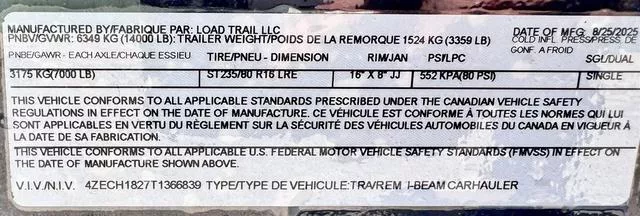 MANUFACTURED BY/FABRIQUE PAR: LOAD TRAIL LLC DATE OF MFG: 8/25/2025
PNBV/GVWR: 6349 KG (14000 LB); TRAILER WEIGHT/POIDS DE LA REMORQUE 1524 KG (3359 LB) COLD INFL. PRESS/PRESS DE
GONF. A FROID
PNBE/GAWR - EACH AXLE/CHAQUE ESSIEU TIRE/PNEU - DIMENSION RIM/JAN PSI/LPC SGL/DUAL
3175 KG(7000 LB) ST235/80 R16 LRE 16" X 8" JJ 552 KPA(80 PSI) SINGLE
THIS VEHICLE CONFORMS TO ALL APPLICABLE STANDARDS PRESCRIBED UNDER THE CANADIAN VEHICLE SAFETY
REGULATIONS IN EFFECT ON THE DATE OF MANUFACTURE. CE VÉHICULE EST CONFORME À TOUTES LES NORMES QUI LUI
SONT APPLICABLES EN VERTU DU RÈGLEMENT SUR LA SÉCURITÉ DES VÉHICULES AUTOMOBILES DU CANADA EN VIGUEUR À
LA DATE DE SA FABRICATION.
THIS VEHICLE CONFORMS TO ALL APPLICABLE U.S. FEDERAL MOTOR VEHICLE SAFETY STANDARDS (FMVSS) IN EFFECT ON
THE DATE OF MANUFACTURE SHOWN ABOVE.
V.I.V./N.I.V. 4ZECH1827T1366839 TYPE/TYPE DE VEHICULE:TRA/REM I-BEAM CARHAULER